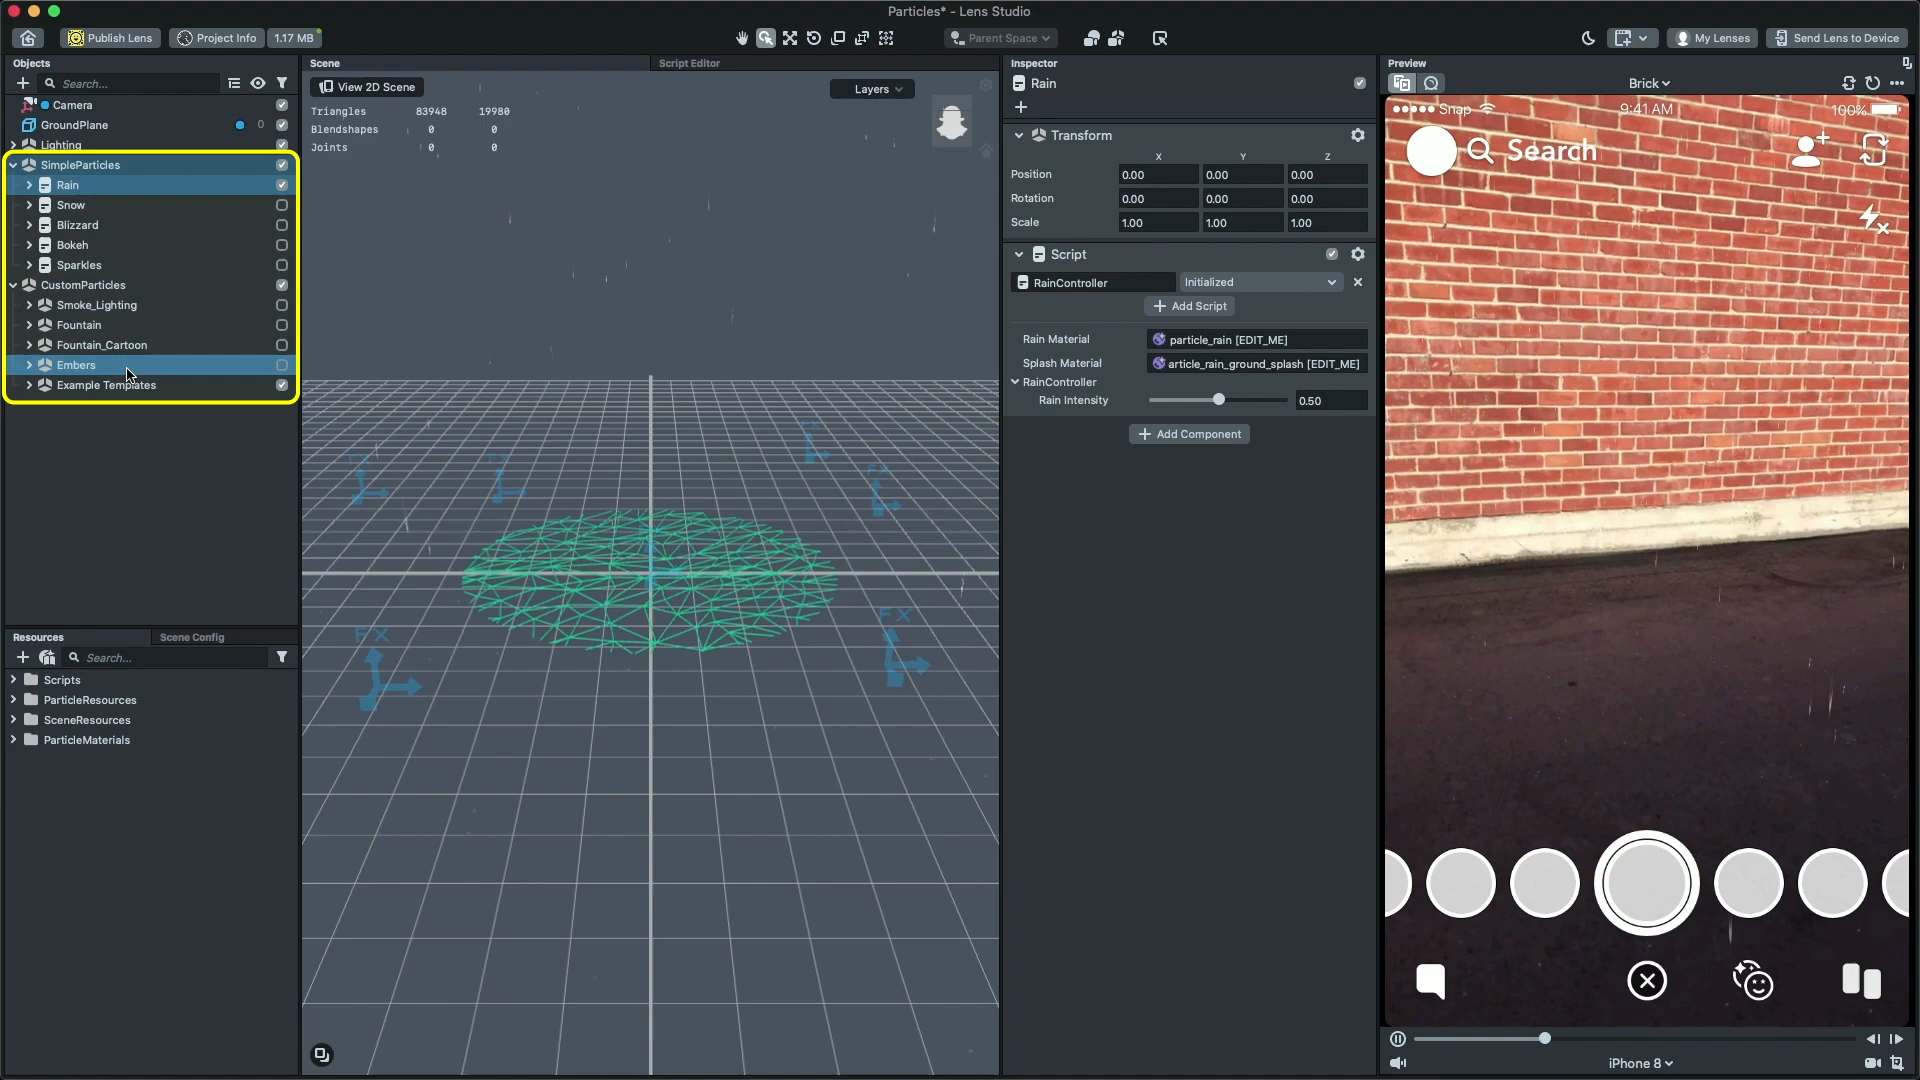 Particles* - Lens Studio
Publish Lens
Project Info
1.17 MB
Parent Space
My Lenses
Send Lens to Device
Objects
Search...
Camera
GroundPlane
0
Lighting
SimpleParticles
Rain
Snow
Blizzard
Bokeh
Sparkles
CustomParticles
Smoke_Lighting
Fountain
Fountain_Cartoon
Embers
Example Templates
Resources
Scene Config
Search...
Scripts
ParticleResources
SceneResources
ParticleMaterials
Scene
Script Editor
View 2D Scene
Layers
Triangles 83948 19980
Blendshapes 0 0
Joints 0 0
FX
FX
FX
FX
FX
FX
Inspector
Rain
Transform
X Y Z
Position 0.00 0.00 0.00
Rotation 0.00 0.00 0.00
Scale 1.00 1.00 1.00
Script
RainController
Initialized
Add Script
Rain Material particle_rain [EDIT_ME]
Splash Material article_rain_ground_splash [EDIT_ME]
RainController
Rain Intensity 0.50
Add Component
Preview
Brick
Snap 9:41 AM 100%
Search
iPhone 8